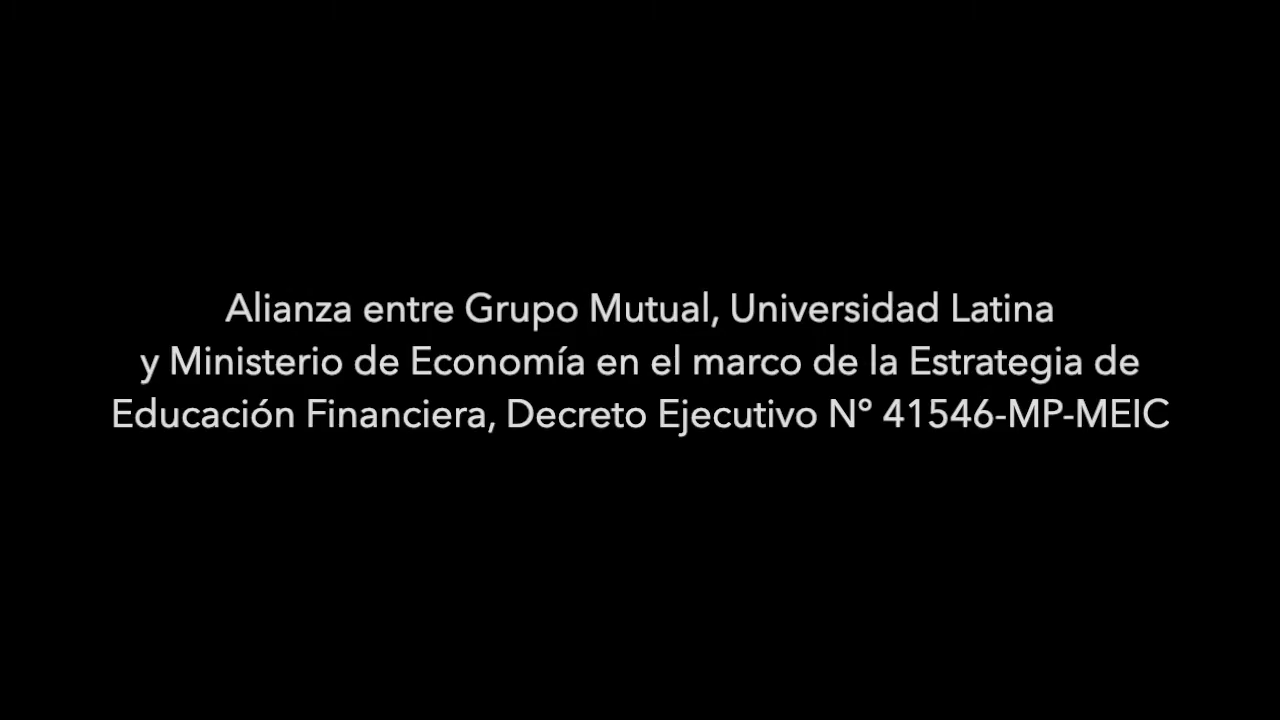 Alianza entre Grupo Mutual, Universidad Latina
y Ministerio de Economía en el marco de la Estrategia de
Educación Financiera, Decreto Ejecutivo N° 41546-MP-MEIC